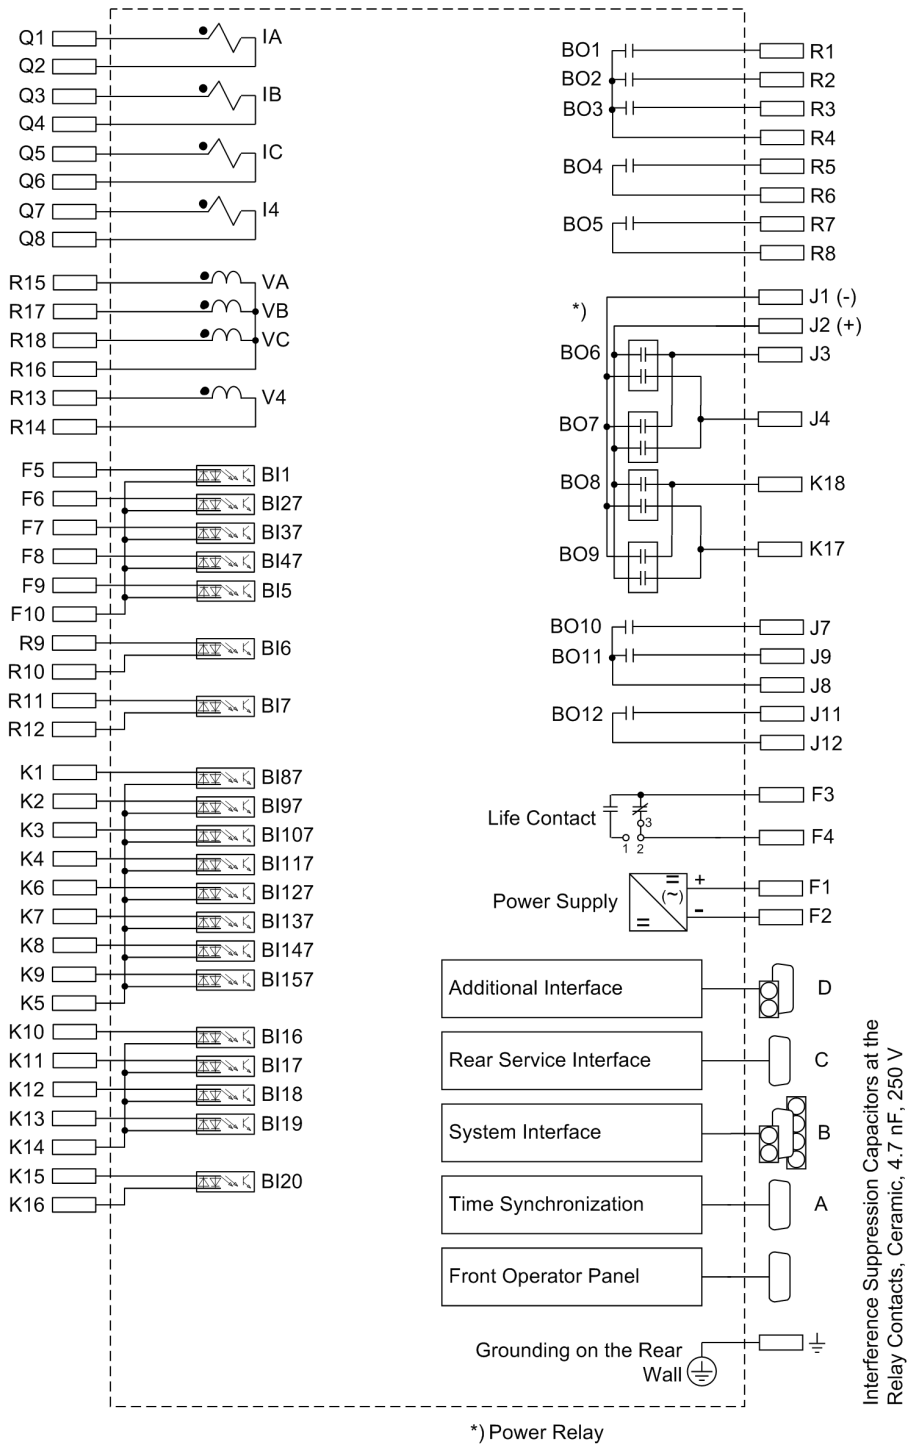 Q1 IA
Q2
Q3 IB
Q4
Q5 IC
Q6
Q7 I4
Q8
R15 VA
R17 VB
R18 VC
R16
R13 V4
R14
F5 BI1
F6 BI27
F7 BI37
F8 BI47
F9 BI5
F10
R9 BI6
R10
R11 BI7
R12
K1 BI87
K2 BI97
K3 BI107
K4 BI117
K6 BI127
K7 BI137
K8 BI147
K9 BI157
K5
K10 BI16
K11 BI17
K12 BI18
K13 BI19
K14
K15 BI20
K16
BO1 R1
BO2 R2
BO3 R3
R4
BO4 R5
R6
BO5 R7
R8
*) J1 (-)
J2 (+)
BO6 J3
BO7 J4
BO8 K18
BO9 K17
BO10 J7
BO11 J9
J8
BO12 J11
J12
F3
Life Contact 3
1 2 F4
Power Supply = (~) = + F1
- F2
Additional Interface D
Rear Service Interface C
System Interface B
Time Synchronization A
Front Operator Panel
Grounding on the Rear
Wall
*) Power Relay
Interference Suppression Capacitors at the
Relay Contacts, Ceramic, 4.7 nF, 250 V